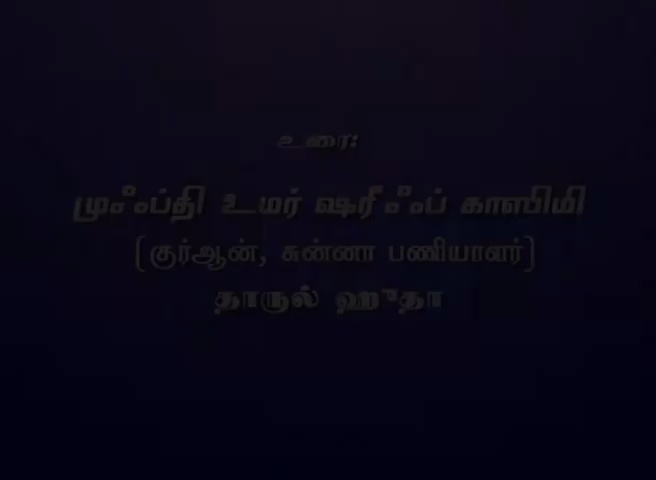 உரை:
முஃப்தி உமர் ஷரீஃப் காஸிமி
(குர்ஆன், சுன்னா பணியாளர்)
தாருல் ஹுதா